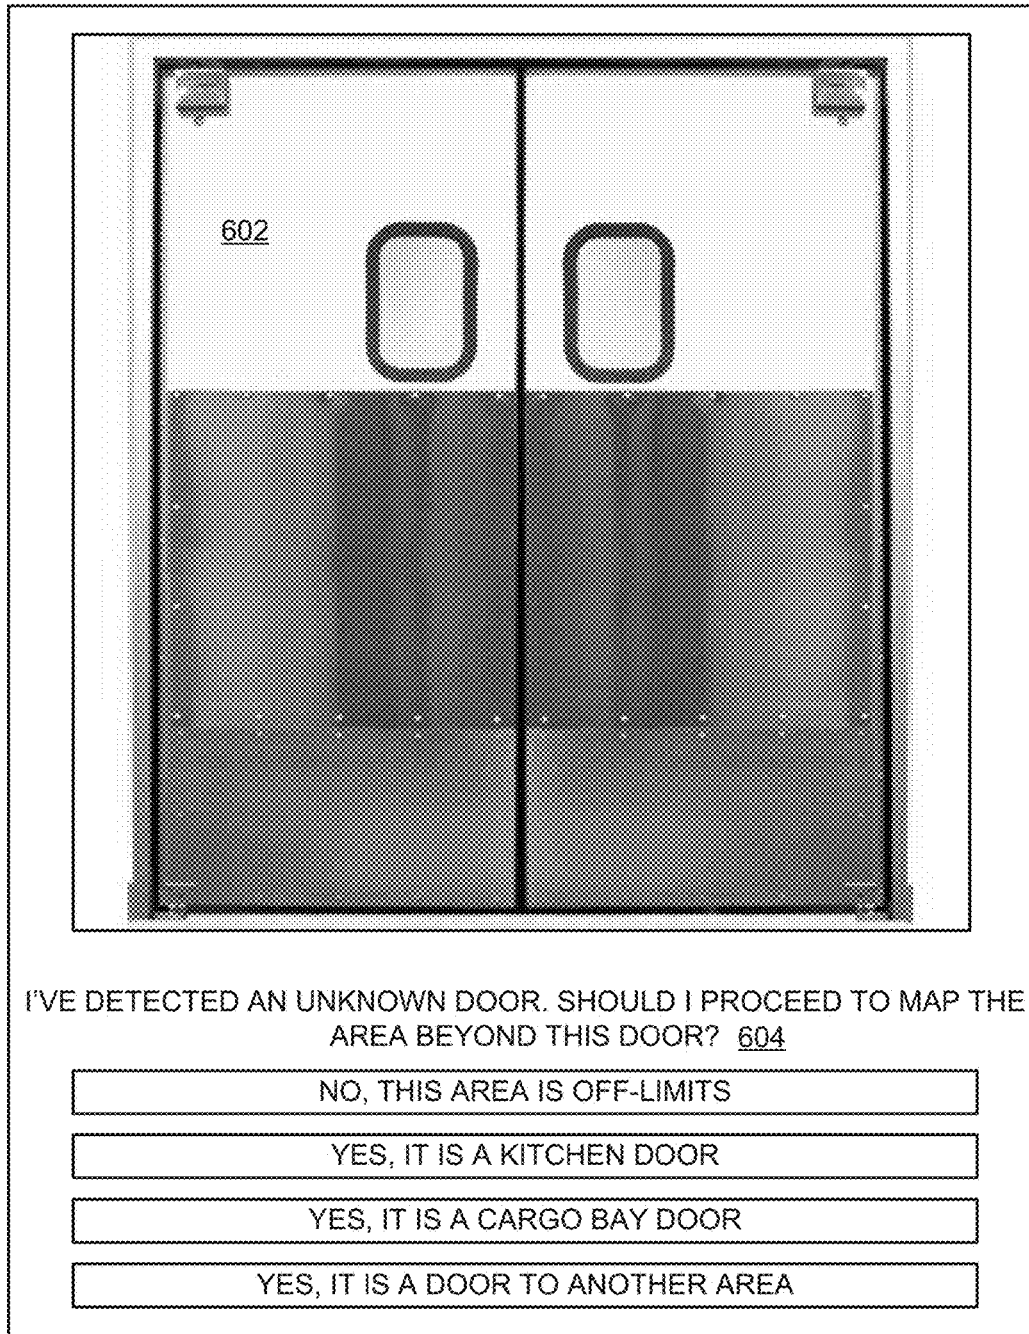 602
I'VE DETECTED AN UNKNOWN DOOR. SHOULD I PROCEED TO MAP THE
AREA BEYOND THIS DOOR? 604
NO, THIS AREA IS OFF-LIMITS
YES, IT IS A KITCHEN DOOR
YES, IT IS A CARGO BAY DOOR
YES, IT IS A DOOR TO ANOTHER AREA